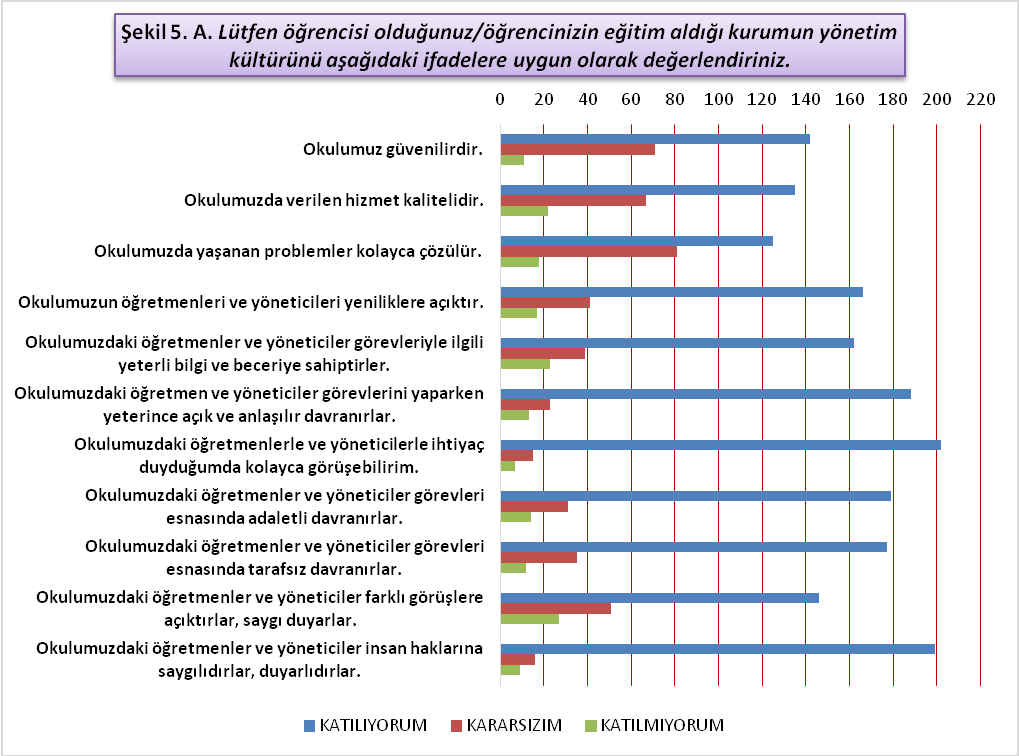 Şekil 5. A. Lütfen öğrencisi olduğunuz/öğrencinizin eğitim aldığı kurumun yönetim
kültürünü aşağıdaki ifadelere uygun olarak değerlendiriniz.
0 20 40 60 80 100 120 140 160 180 200 220
Okulumuz güvenilirdir.
Okulumuzda verilen hizmet kalitelidir.
Okulumuzda yaşanan problemler kolayca çözülür.
Okulumuzun öğretmenleri ve yöneticileri yeniliklere açıktır.
Okulumuzdaki öğretmenler ve yöneticiler görevleriyle ilgili
yeterli bilgi ve beceriye sahiptirler.
Okulumuzdaki öğretmen ve yöneticiler görevlerini yaparken
yeterince açık ve anlaşılır davranırlar.
Okulumuzdaki öğretmenlerle ve yöneticilerle ihtiyaç
duyduğumda kolayca görüşebilirim.
Okulumuzdaki öğretmenler ve yöneticiler görevleri
esnasında adaletli davranırlar.
Okulumuzdaki öğretmenler ve yöneticiler görevleri
esnasında tarafsız davranırlar.
Okulumuzdaki öğretmenler ve yöneticiler farklı görüşlere
açıktırlar, saygı duyarlar.
Okulumuzdaki öğretmenler ve yöneticiler insan haklarına
saygılıdırlar, duyarlıdırlar.
KATILIYORUM KARARSIZIM KATILMIYORUM